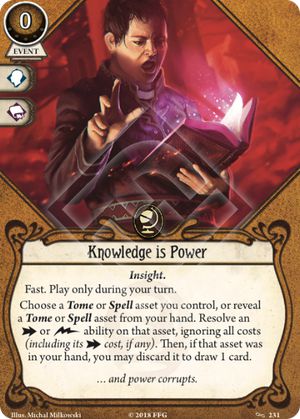 0
EVENT
Knowledge is Power
Insight.
Fast. Play only during your turn.
Choose a Tome or Spell asset you control, or reveal
a Tome or Spell asset from your hand. Resolve an
or ability on that asset, ignoring all costs
(including its cost, if any). Then, if that asset was
in your hand, you may discard it to draw 1 card.
... and power corrupts.
Illus. Michal Milkowski
© 2018 FFG
231